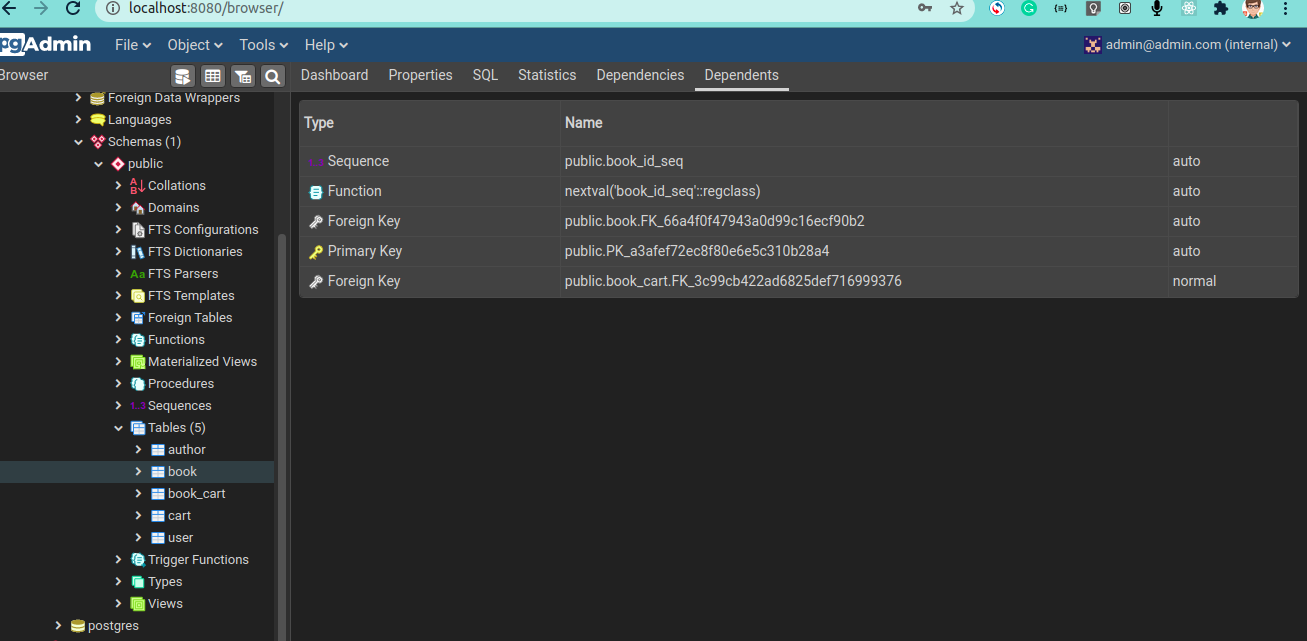 localhost:8080/browser/
pgAdmin File Object Tools Help admin@admin.com (internal)
Browser Dashboard Properties SQL Statistics Dependencies Dependents
Foreign Data Wrappers
Languages
Schemas (1)
public
Collations
Domains
FTS Configurations
FTS Dictionaries
Aa FTS Parsers
FTS Templates
Foreign Tables
Functions
Materialized Views
Procedures
1..3 Sequences
Tables (5)
author
book
book_cart
cart
user
Trigger Functions
Types
Views
postgres
Type Name
Sequence public.book_id_seq auto
Function nextval('book_id_seq'::regclass) auto
Foreign Key public.book.FK_66a4f0f47943a0d99c16ecf90b2 auto
Primary Key public.PK_a3afef72ec8f80e6e5c310b28a4 auto
Foreign Key public.book_cart.FK_3c99cb422ad6825def716999376 normal